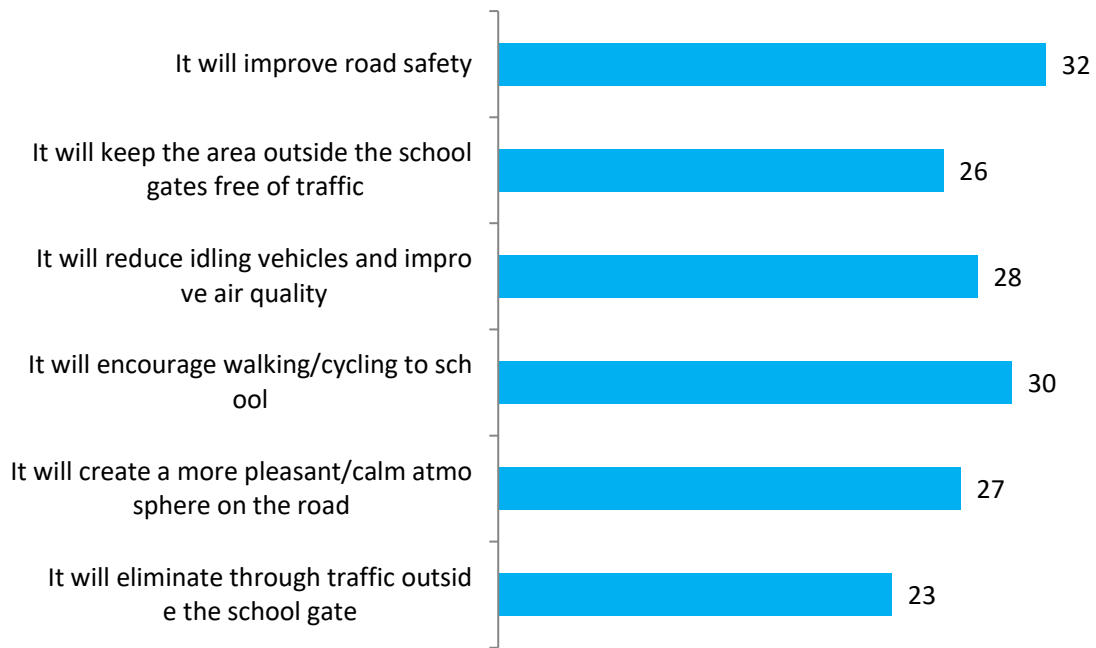 It will improve road safety
32
It will keep the area outside the school
gates free of traffic
26
It will reduce idling vehicles and impro
ve air quality
28
It will encourage walking/cycling to sch
ool
30
It will create a more pleasant/calm atmo
sphere on the road
27
It will eliminate through traffic outsid
e the school gate
23